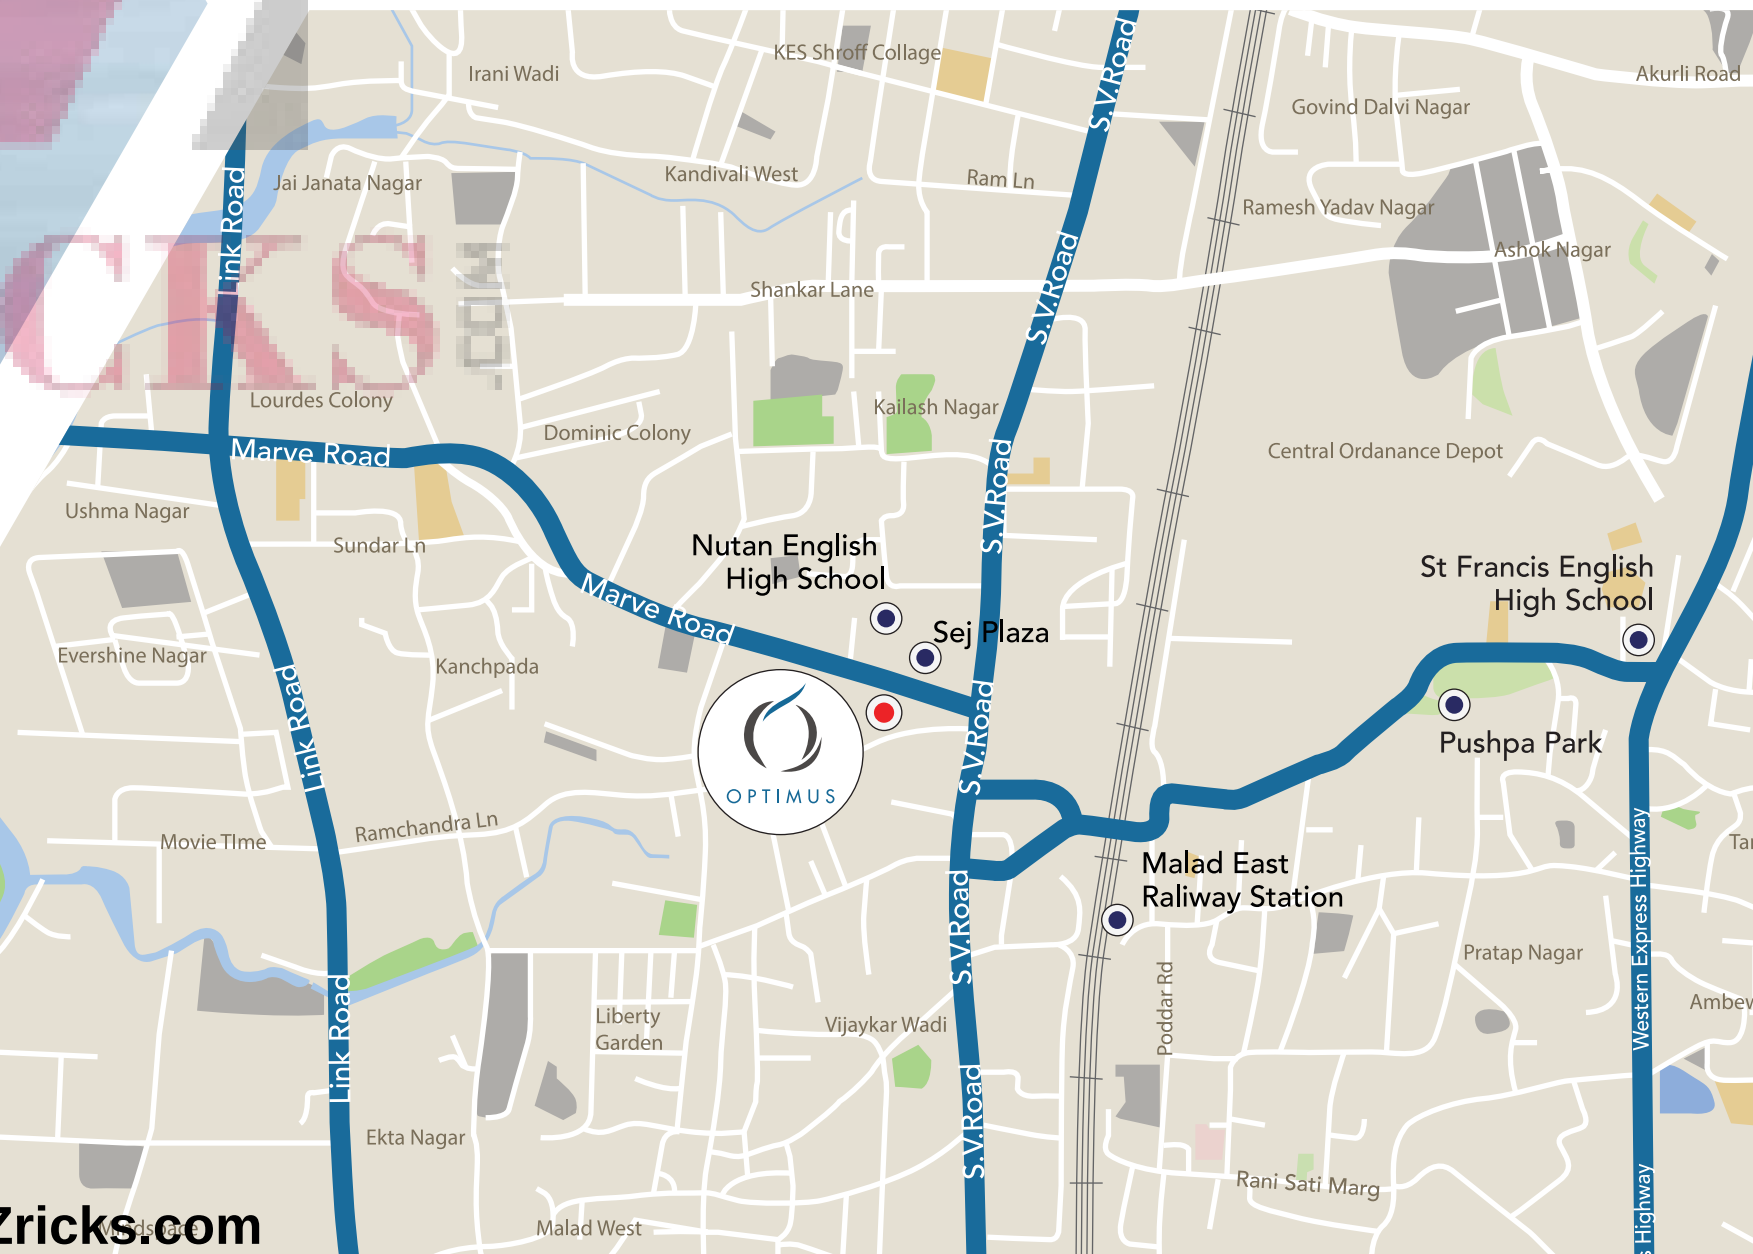 KES Shroff Collage
Irani Wadi
S.V.Road
Akurli Road
Govind Dalvi Nagar
Kandivali West
Ram Ln
Jai Janata Nagar
Link Road
Ramesh Yadav Nagar
Ashok Nagar
CKS
.COM
S.V.Road
Shankar Lane
Lourdes Colony
Kailash Nagar
Dominic Colony
Marve Road
Central Ordanance Depot
S.V.Road
Ushma Nagar
Sundar Ln
Nutan English
High School
St Francis English
High School
Marve Road
Sej Plaza
Evershine Nagar
Kanchpada
Link Road
S.V.Road
Pushpa Park
OPTIMUS
Ramchandra Ln
Movie TIme
Western Express Highway
Malad East
Raliway Station
S.V.Road
Pratap Nagar
Poddar Rd
Liberty
Garden
Vijaykar Wadi
Link Road
S.V.Road
Ekta Nagar
Rani Sati Marg
Highway
Zricks.com
Mindspace
Malad West